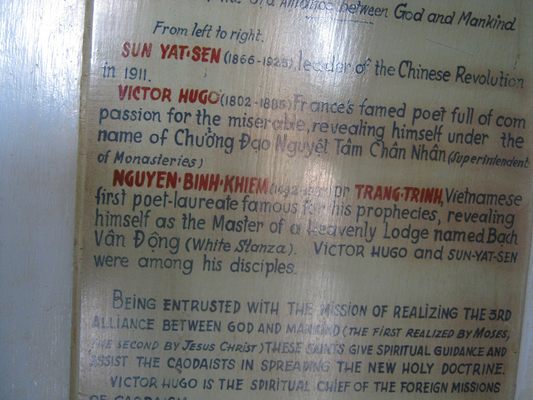 the 3rd Alliance between God and Mankind
From left to right.
SUN YAT-SEN (1866-1925), leader of the Chinese Revolution
in 1911.
VICTOR HUGO (1802-1885) France's famed poet full of com
passion for the miserable, revealing himself under the
name of Chưởng Đạo Nguyệt Tâm Chân Nhân (Superintendent
of Monasteries)
NGUYEN-BINH-KHIEM or TRANG-TRINH, Vietnamese
first poet-laureate famous for his prophecies, revealing
himself as the Master of a Heavenly Lodge named Bạch
Vân Động (White Stanza). VICTOR HUGO and SUN-YAT-SEN
were among his disciples.
BEING ENTRUSTED WITH THE MISSION OF REALIZING THE 3RD
ALLIANCE BETWEEN GOD AND MANKIND (THE FIRST REALIZED BY MOSES,
THE SECOND BY JESUS CHRIST) THESE SAINTS GIVE SPIRITUAL GUIDANCE AND
ASSIST THE CAODAISTS IN SPREADING THE NEW HOLY DOCTRINE.
VICTOR HUGO IS THE SPIRITUAL CHIEF OF THE FOREIGN MISSIONS
OF CAODAISM